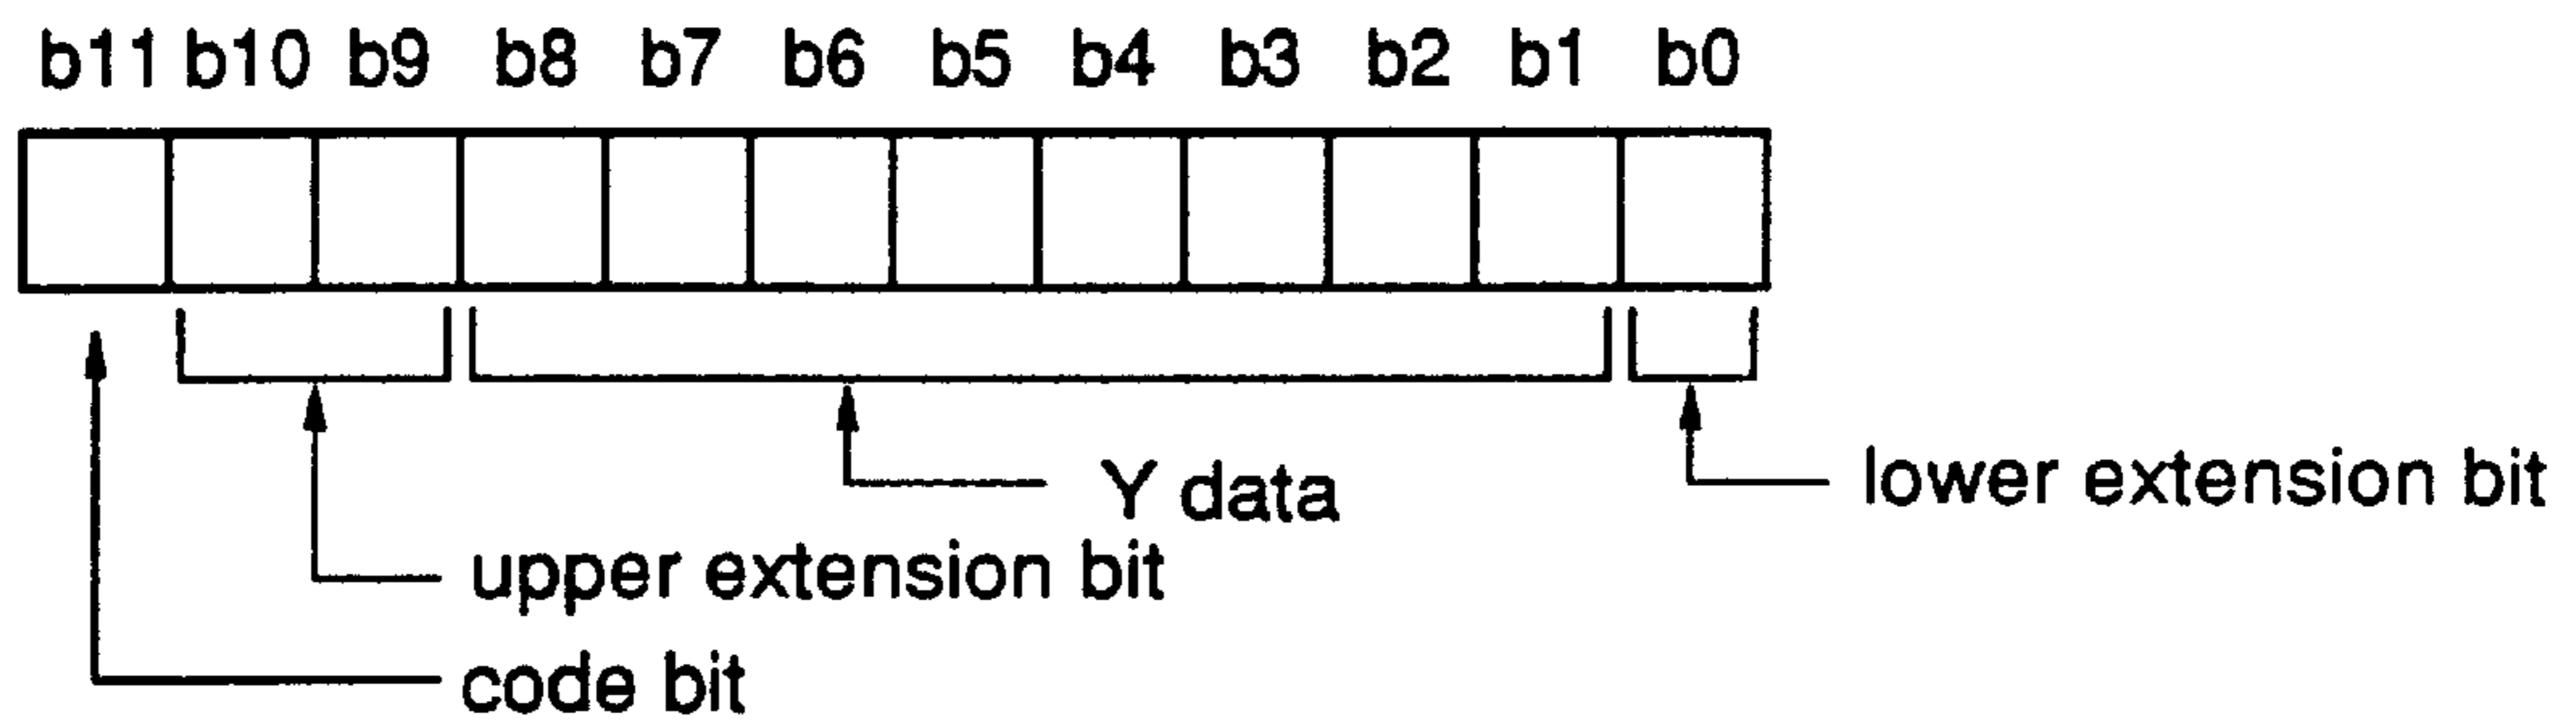 b11 b10 b9 b8 b7 b6 b5 b4 b3 b2 b1 b0
lower extension bit
Y data
upper extension bit
code bit